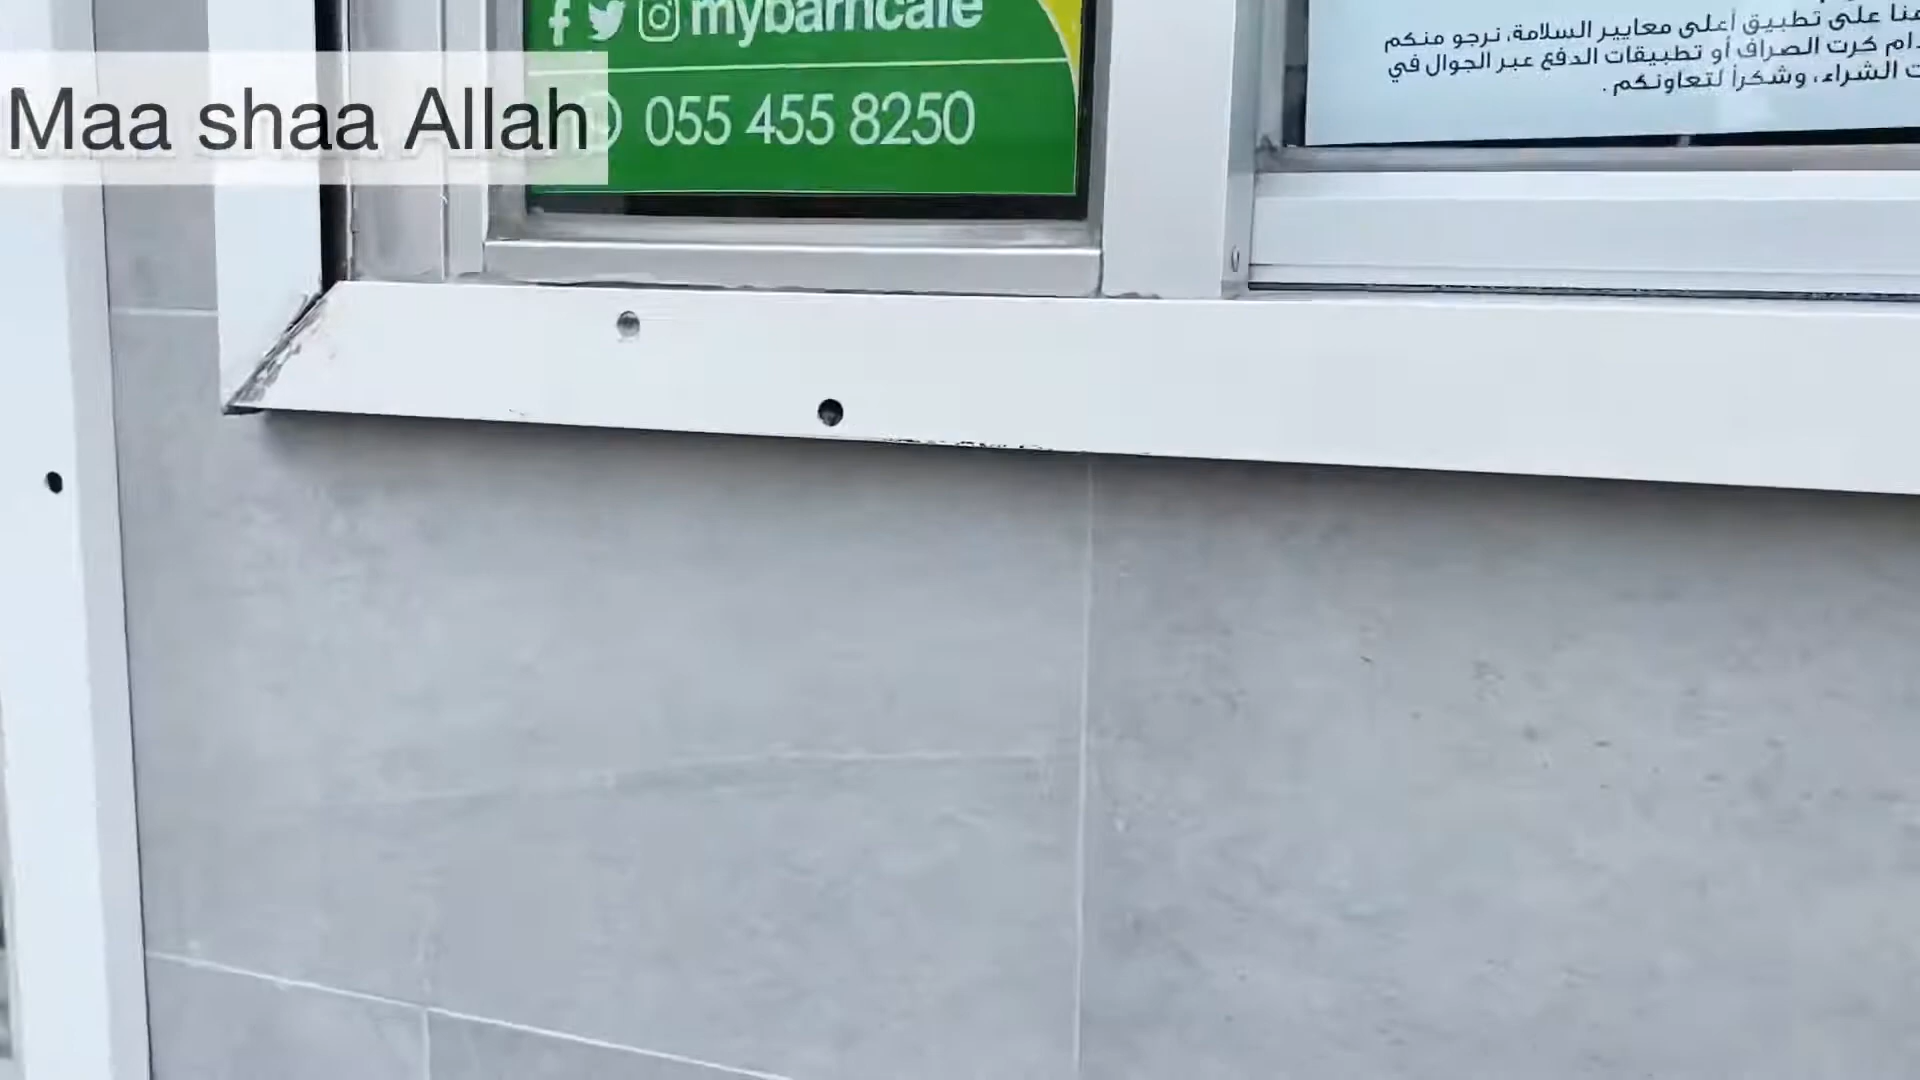 mybarncafe
055 455 8250
Maa shaa Allah
على تطبيق أعلى معايير السلامة، نرجو منكم
كرت الصراف أو تطبيقات الدفع عبر الجوال في
الشراء، وشكراً لتعاونكم .